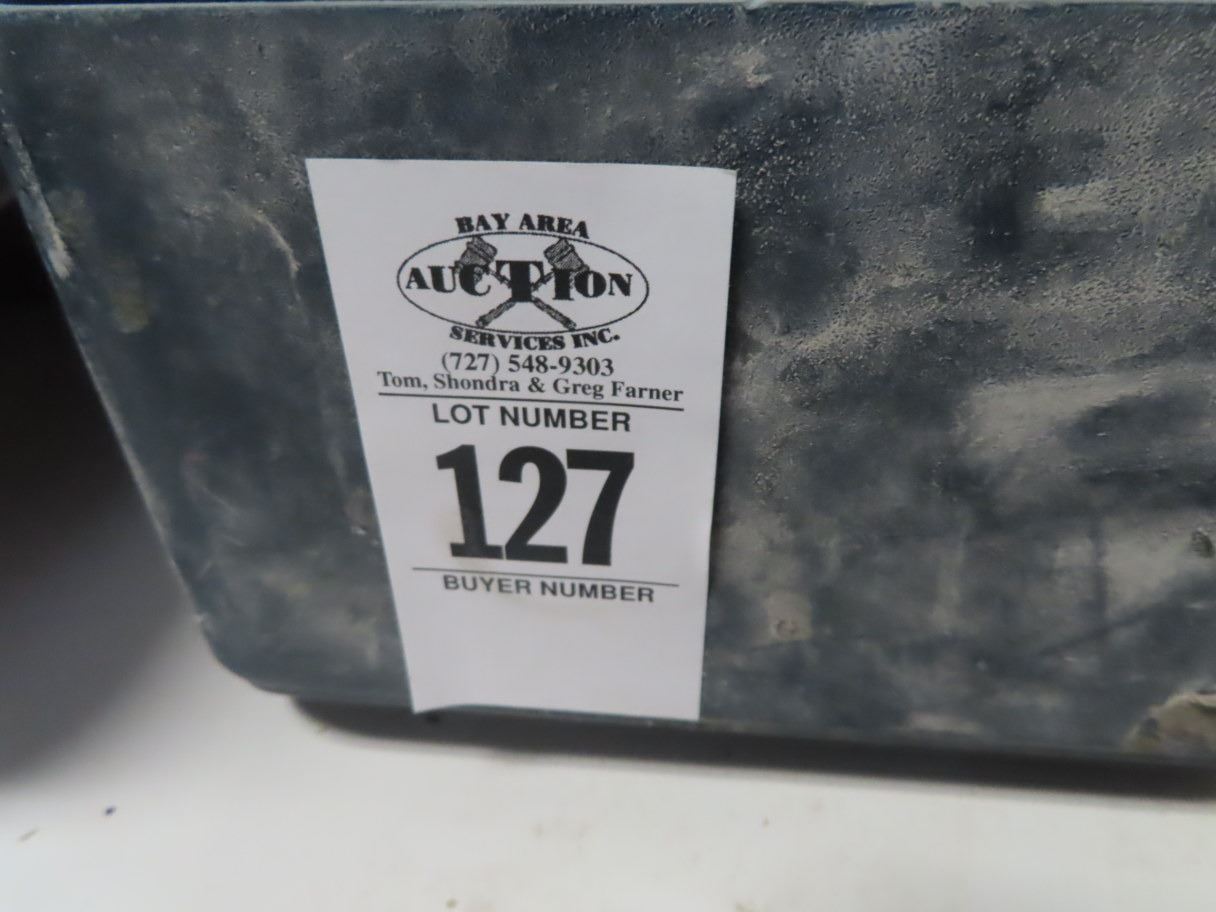 BAY AREA
AUCTION
SERVICES INC.
(727) 548-9303
Tom, Shondra & Greg Farner
LOT NUMBER
127
BUYER NUMBER